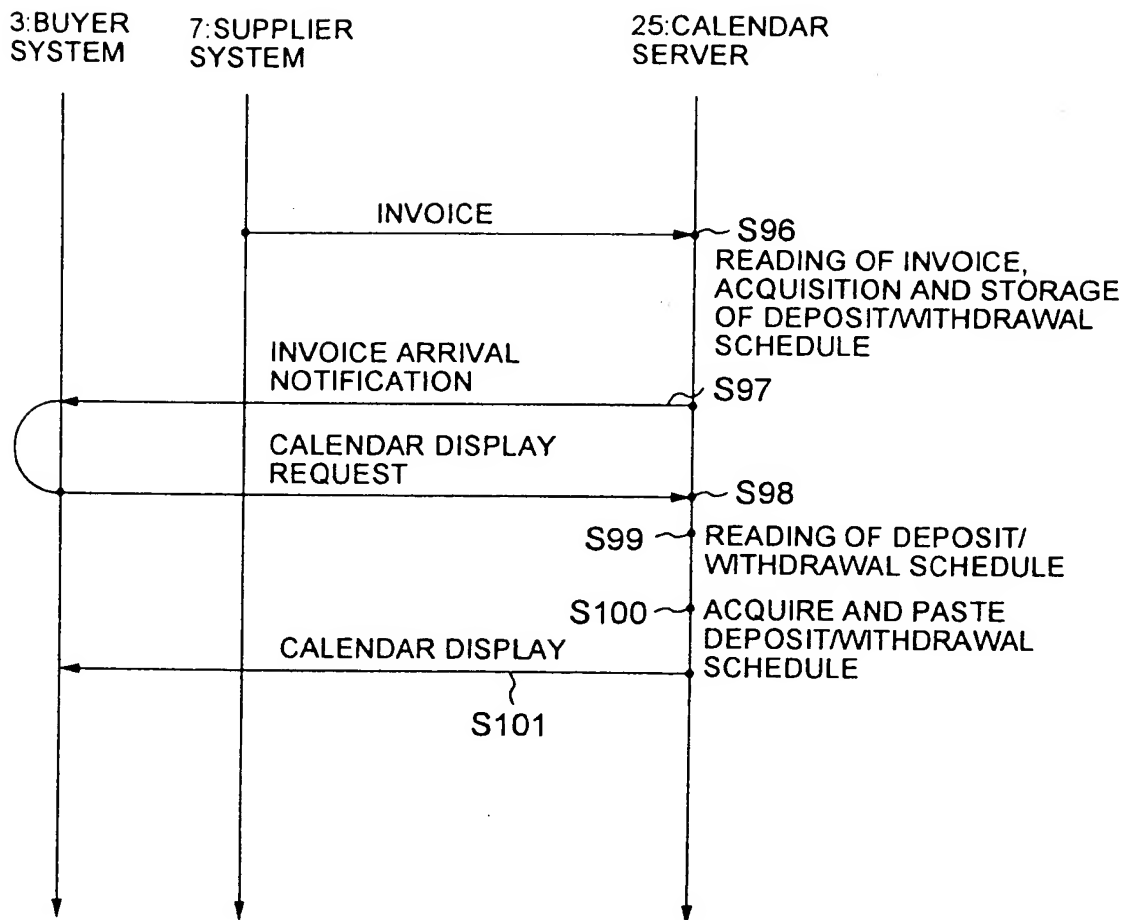 3:BUYER
SYSTEM
7:SUPPLIER
SYSTEM
25:CALENDAR
SERVER
INVOICE
S96
READING OF INVOICE,
ACQUISITION AND STORAGE
OF DEPOSIT/WITHDRAWAL
SCHEDULE
INVOICE ARRIVAL
NOTIFICATION
S97
CALENDAR DISPLAY
REQUEST
S98
S99
READING OF DEPOSIT/
WITHDRAWAL SCHEDULE
S100
ACQUIRE AND PASTE
DEPOSIT/WITHDRAWAL
SCHEDULE
CALENDAR DISPLAY
S101